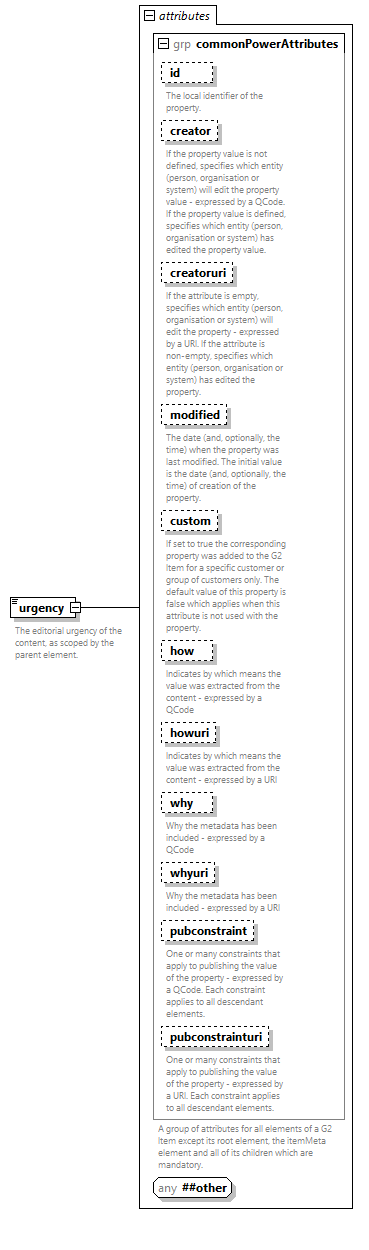 attributes
grp commonPowerAttributes
id
The local identifier of the
property.
creator
If the property value is not
defined, specifies which entity
(person, organisation or
system) will edit the property
value - expressed by a QCode.
If the property value is defined,
specifies which entity (person,
organisation or system) has
edited the property value.
creatoruri
If the attribute is empty,
specifies which entity (person,
organisation or system) will
edit the property - expressed
by a URI. If the attribute is
non-empty, specifies which
entity (person, organisation or
system) has edited the
property.
modified
The date (and, optionally, the
time) when the property was
last modified. The initial value
is the date (and, optionally, the
time) of creation of the
property.
custom
If set to true the corresponding
property was added to the G2
Item for a specific customer or
group of customers only. The
default value of this property is
false which applies when this
attribute is not used with the
property.
how
Indicates by which means the
value was extracted from the
content - expressed by a
QCode
howuri
Indicates by which means the
value was extracted from the
content - expressed by a URI
why
Why the metadata has been
included - expressed by a
QCode
whyuri
Why the metadata has been
included - expressed by a URI
pubconstraint
One or many constraints that
apply to publishing the value
of the property - expressed by
a QCode. Each constraint
applies to all descendant
elements.
pubconstrainturi
One or many constraints that
apply to publishing the value
of the property - expressed by
a URI. Each constraint applies
to all descendant elements.
A group of attributes for all elements of a G2
Item except its root element, the itemMeta
element and all of its children which are
mandatory.
any ##other
urgency
The editorial urgency of the
content, as scoped by the
parent element.